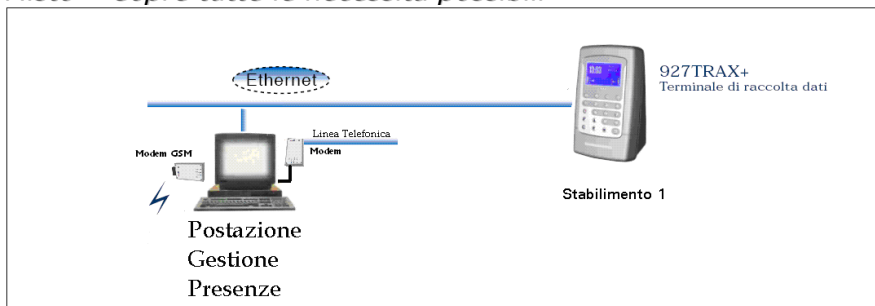 Ethernet
927TRAX+
Terminale di raccolta dati
Linea Telefonica
Modem GSM
Modem
Stabilimento 1
Postazione
Gestione
Presenze